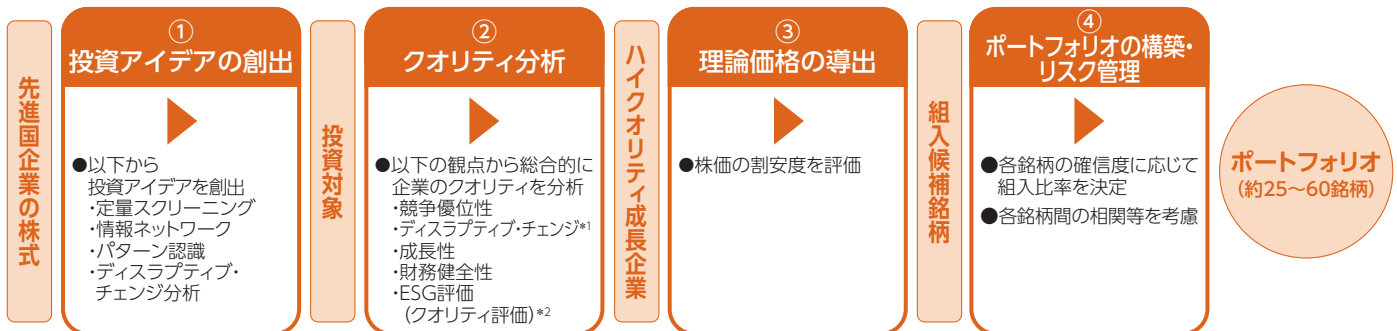 先進国企業の株式
①
投資アイデアの創出
●以下から
投資アイデアを創出
・定量スクリーニング
・情報ネットワーク
・パターン認識
・ディスラプティブ・
チェンジ分析
投資対象
②
クオリティ分析
●以下の観点から総合的に
企業のクオリティを分析
・競争優位性
・ディスラプティブ・チェンジ*1
・成長性
・財務健全性
・ESG評価
(クオリティ評価)*2
ハイクオリティ成長企業
③
理論価格の導出
●株価の割安度を評価
組入候補銘柄
④
ポートフォリオの構築・
リスク管理
●各銘柄の確信度に応じて
組入比率を決定
●各銘柄間の相関等を考慮
ポートフォリオ
(約25～60銘柄)